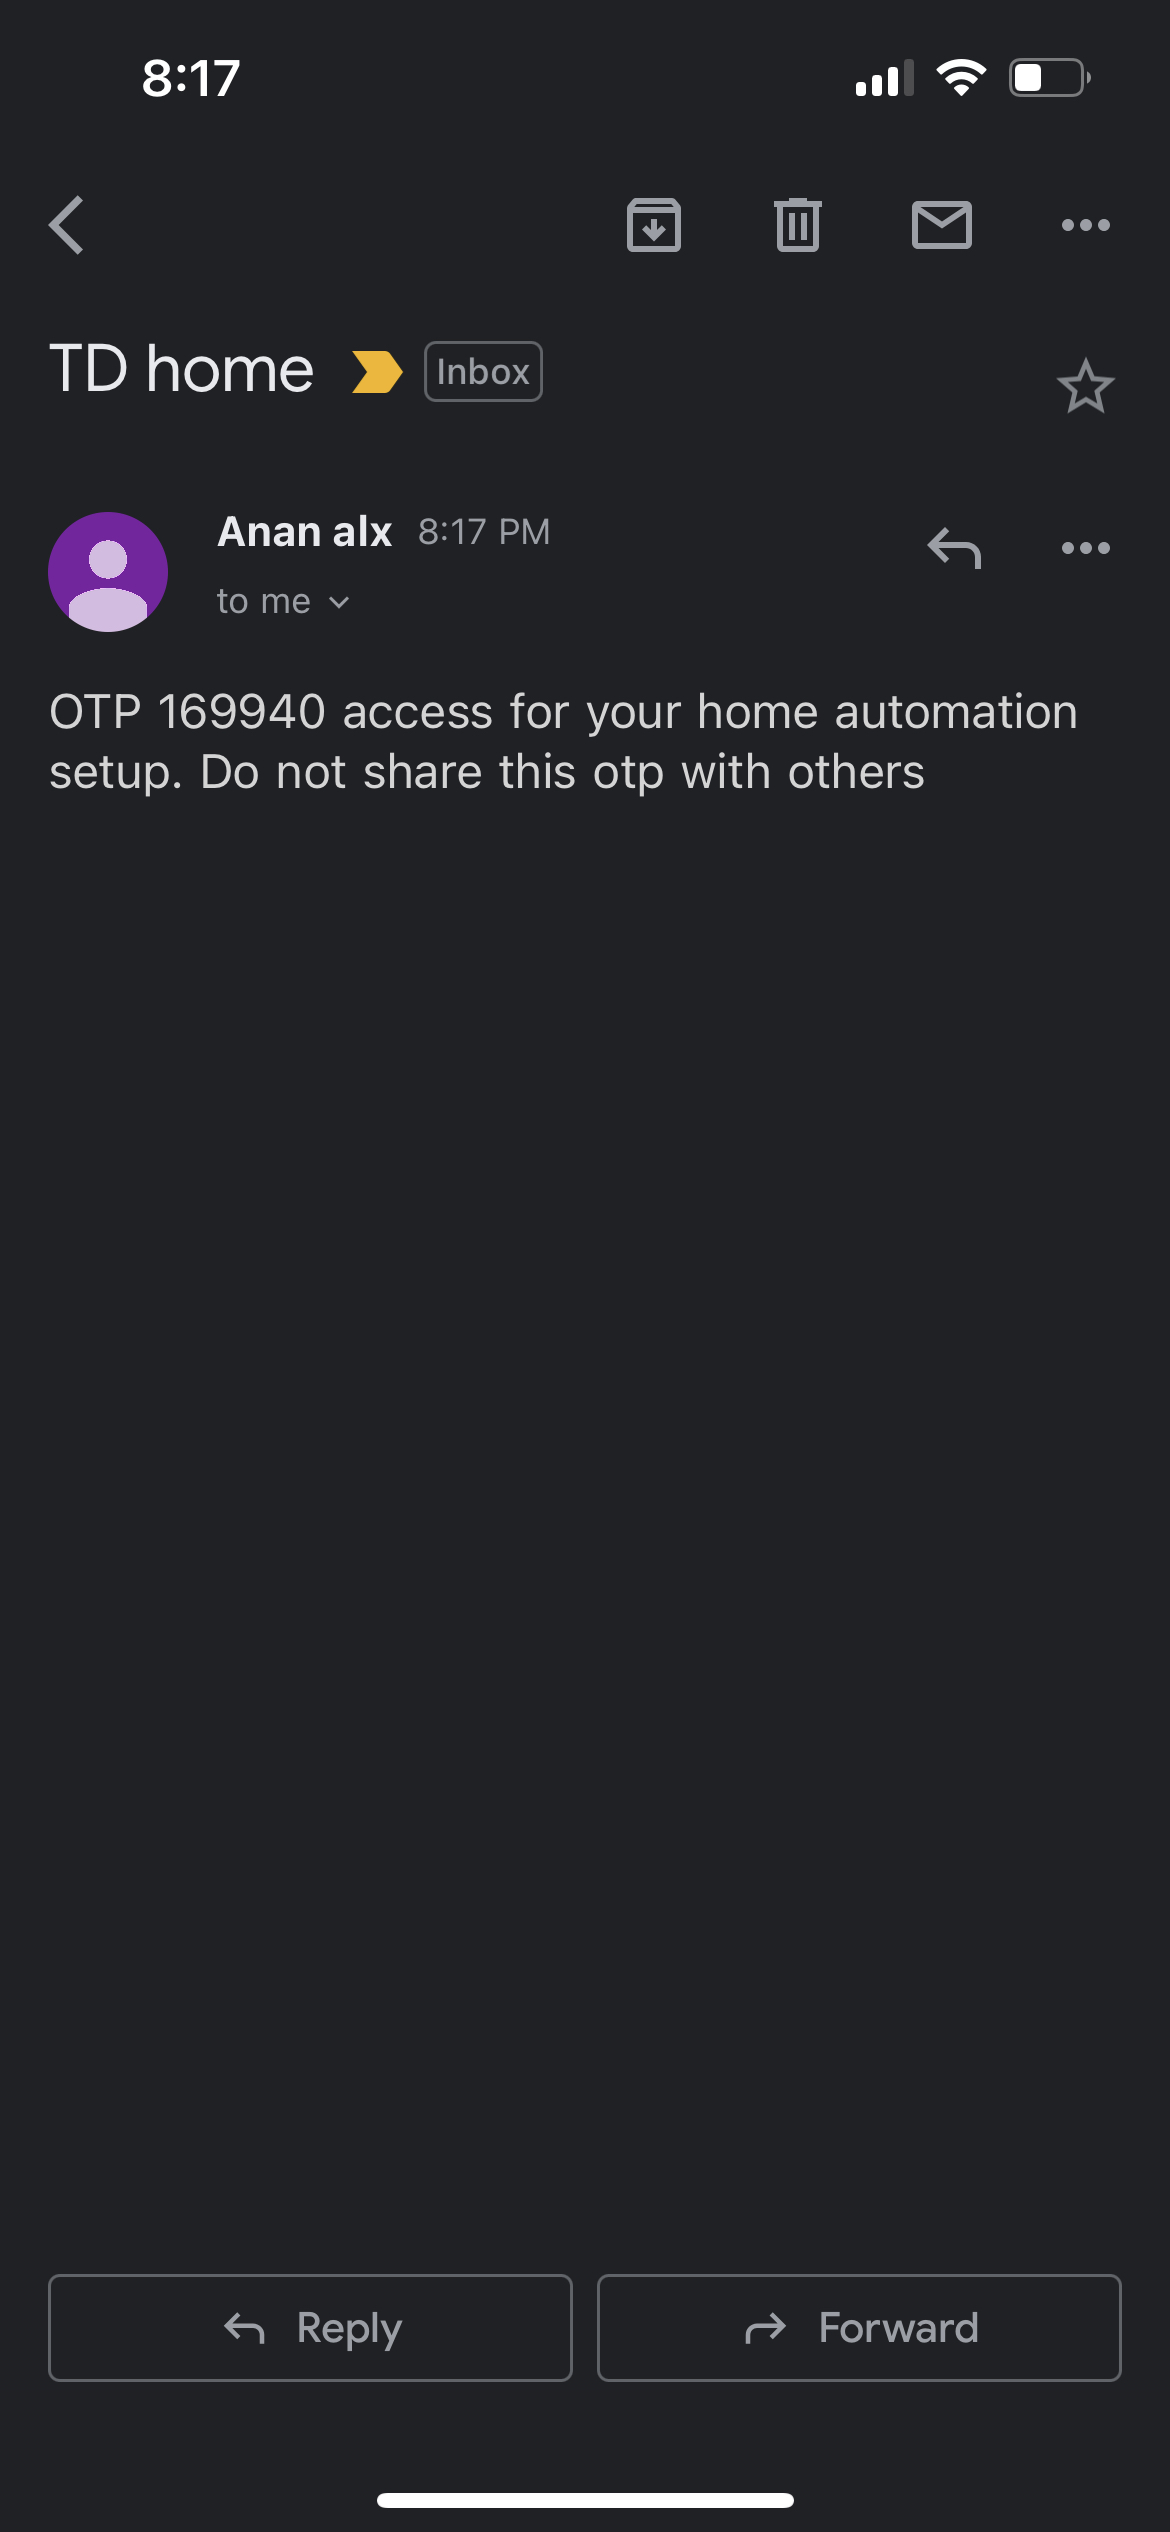 8:17
TD home Inbox
Anan alx 8:17 PM
to me
OTP 169940 access for your home automation
setup. Do not share this otp with others
Reply Forward